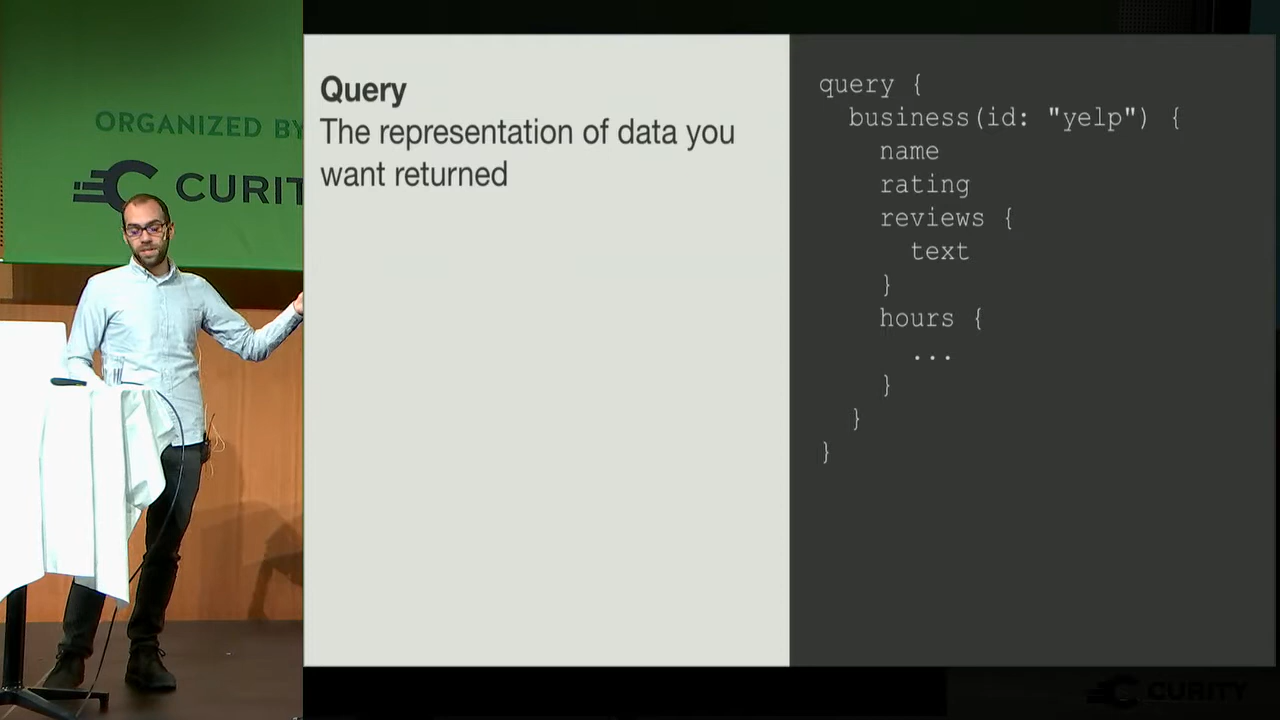 ORGANIZED BY
CURITY
Query
The representation of data you
want returned
query {
business(id: "yelp") {
name
rating
reviews {
text
}
hours {
...
}
}
}
CURITY